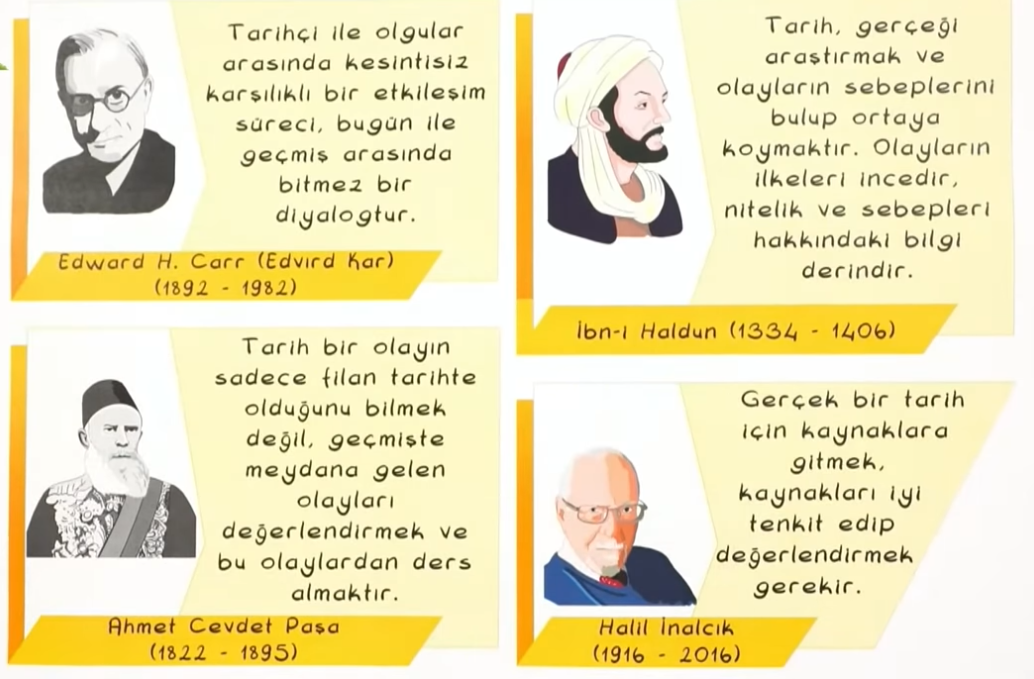 Tarihçi ile olgular
arasında kesintisiz
karşılıklı bir etkileşim
süreci, bugün ile
geçmiş arasında
bitmez bir
diyalogtur.
Edward H. Carr (Edvırd Kar)
(1892 - 1982)
Tarih, gerçeği
araştırmak ve
olayların sebeplerini
bulup ortaya
koymaktır. Olayların
ilkeleri incedir,
nitelik ve sebepleri
hakkındaki bilgi
derindir.
İbn-i Haldun (1334 - 1406)
Tarih bir olayın
sadece filan tarihte
olduğunu bilmek
değil, geçmişte
meydana gelen
olayları
değerlendirmek ve
bu olaylardan ders
almaktır.
Ahmet Cevdet Paşa
(1822 - 1895)
Gerçek bir tarih
için kaynaklara
gitmek,
kaynakları iyi
tenkit edip
değerlendirmek
gerekir.
Halil İnalcık
(1916 - 2016)